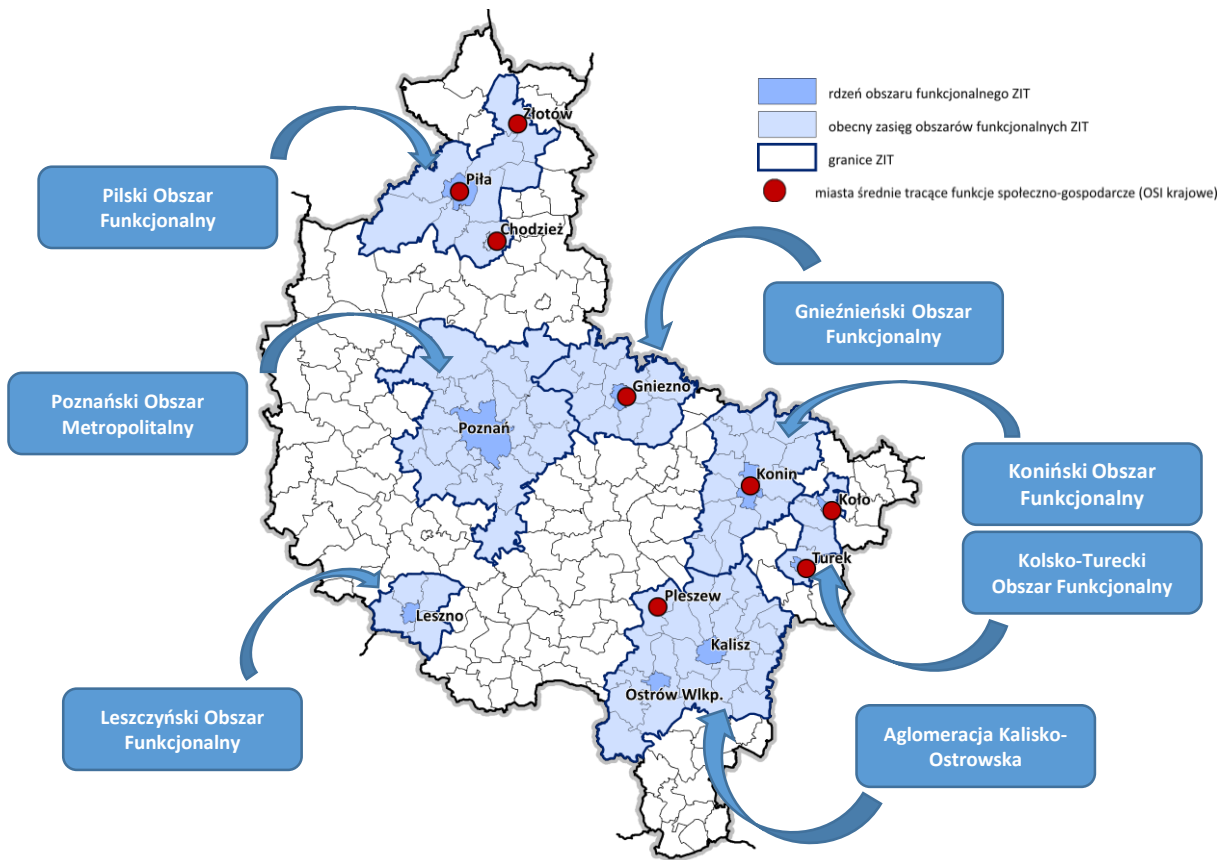 rdzeń obszaru funkcjonalnego ZIT
obecny zasięg obszarów funkcjonalnych ZIT
granice ZIT
miasta średnie tracące funkcje społeczno-gospodarcze (OSI krajowe)
Złotów
Piła
Chodzież
Pilski Obszar
Funkcjonalny
Gnieźnieński Obszar
Funkcjonalny
Poznański Obszar
Metropolitalny
Gniezno
Poznań
Konin
Koło
Turek
Koniński Obszar
Funkcjonalny
Kolsko-Turecki
Obszar Funkcjonalny
Pleszew
Leszno
Kalisz
Ostrów Wlkp.
Leszczyński Obszar
Funkcjonalny
Aglomeracja Kalisko-
Ostrowska